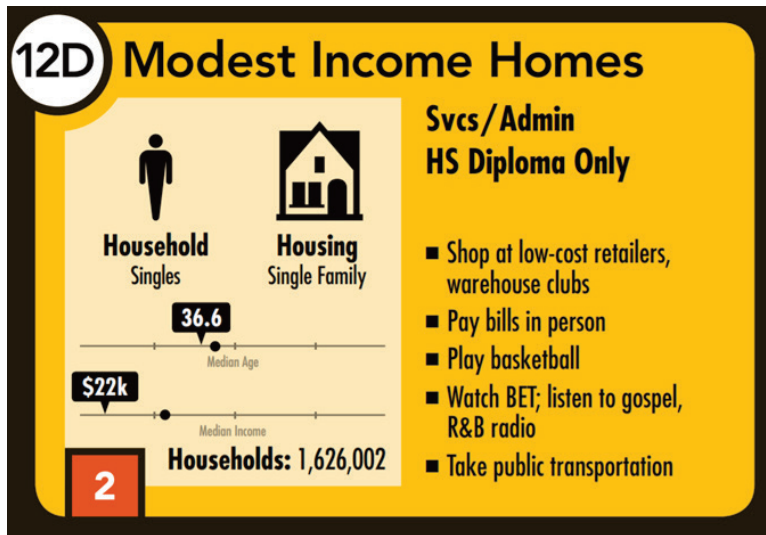 12D Modest Income Homes
Household
Singles
Housing
Single Family
36.6
Median Age
$22k
Median Income
Households: 1,626,002
2
Svcs/Admin
HS Diploma Only
■ Shop at low-cost retailers,
warehouse clubs
■ Pay bills in person
■ Play basketball
■ Watch BET; listen to gospel,
R&B radio
■ Take public transportation